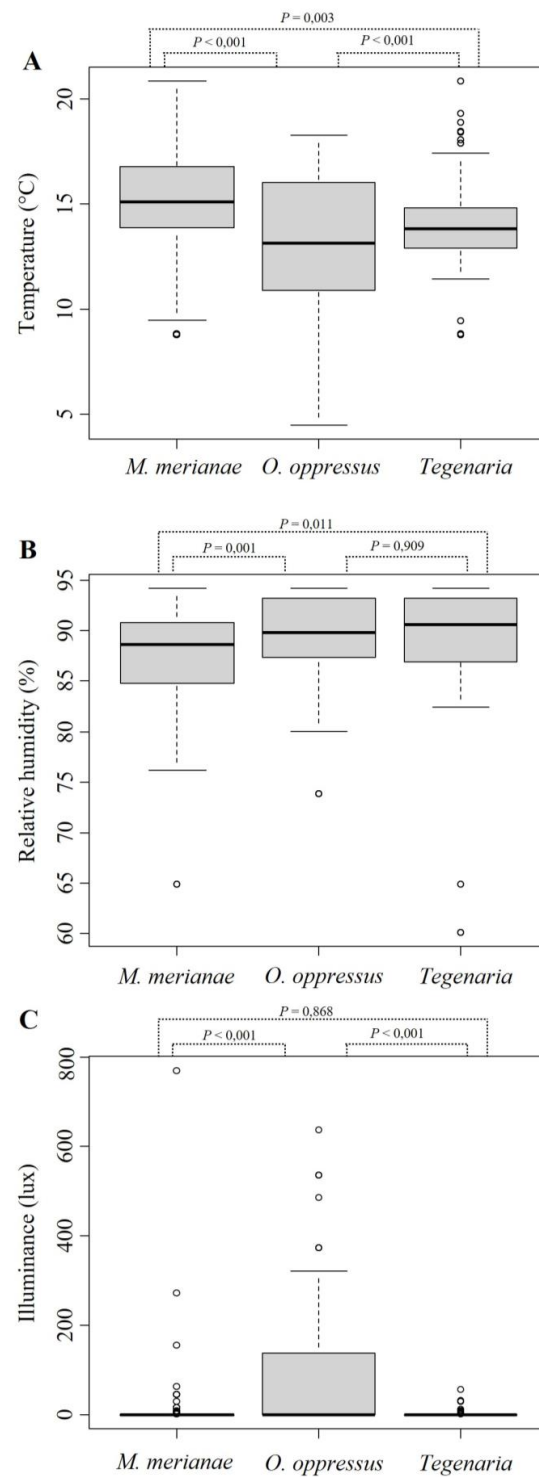 P = 0,003
P < 0,001 P < 0,001
A
20
15
10
5
Temperature (°C)
M. merianae O. oppressus Tegenaria
P = 0,011
B
P = 0,001 P = 0,909
95
90
85
80
75
70
65
60
Relative humidity (%)
M. merianae O. oppressus Tegenaria
C
P = 0,868
P < 0,001 P < 0,001
800
600
400
200
0
Illuminance (lux)
M. merianae O. oppressus Tegenaria